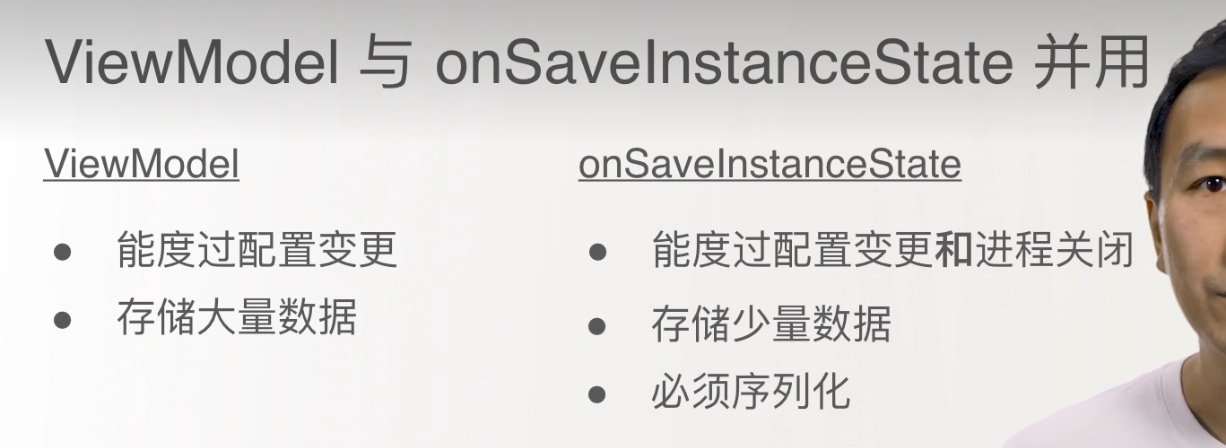 ViewModel 与 onSaveInstanceState 并用
ViewModel
● 能度过配置变更
● 存储大量数据
onSaveInstanceState
● 能度过配置变更和进程关闭
● 存储少量数据
● 必须序列化